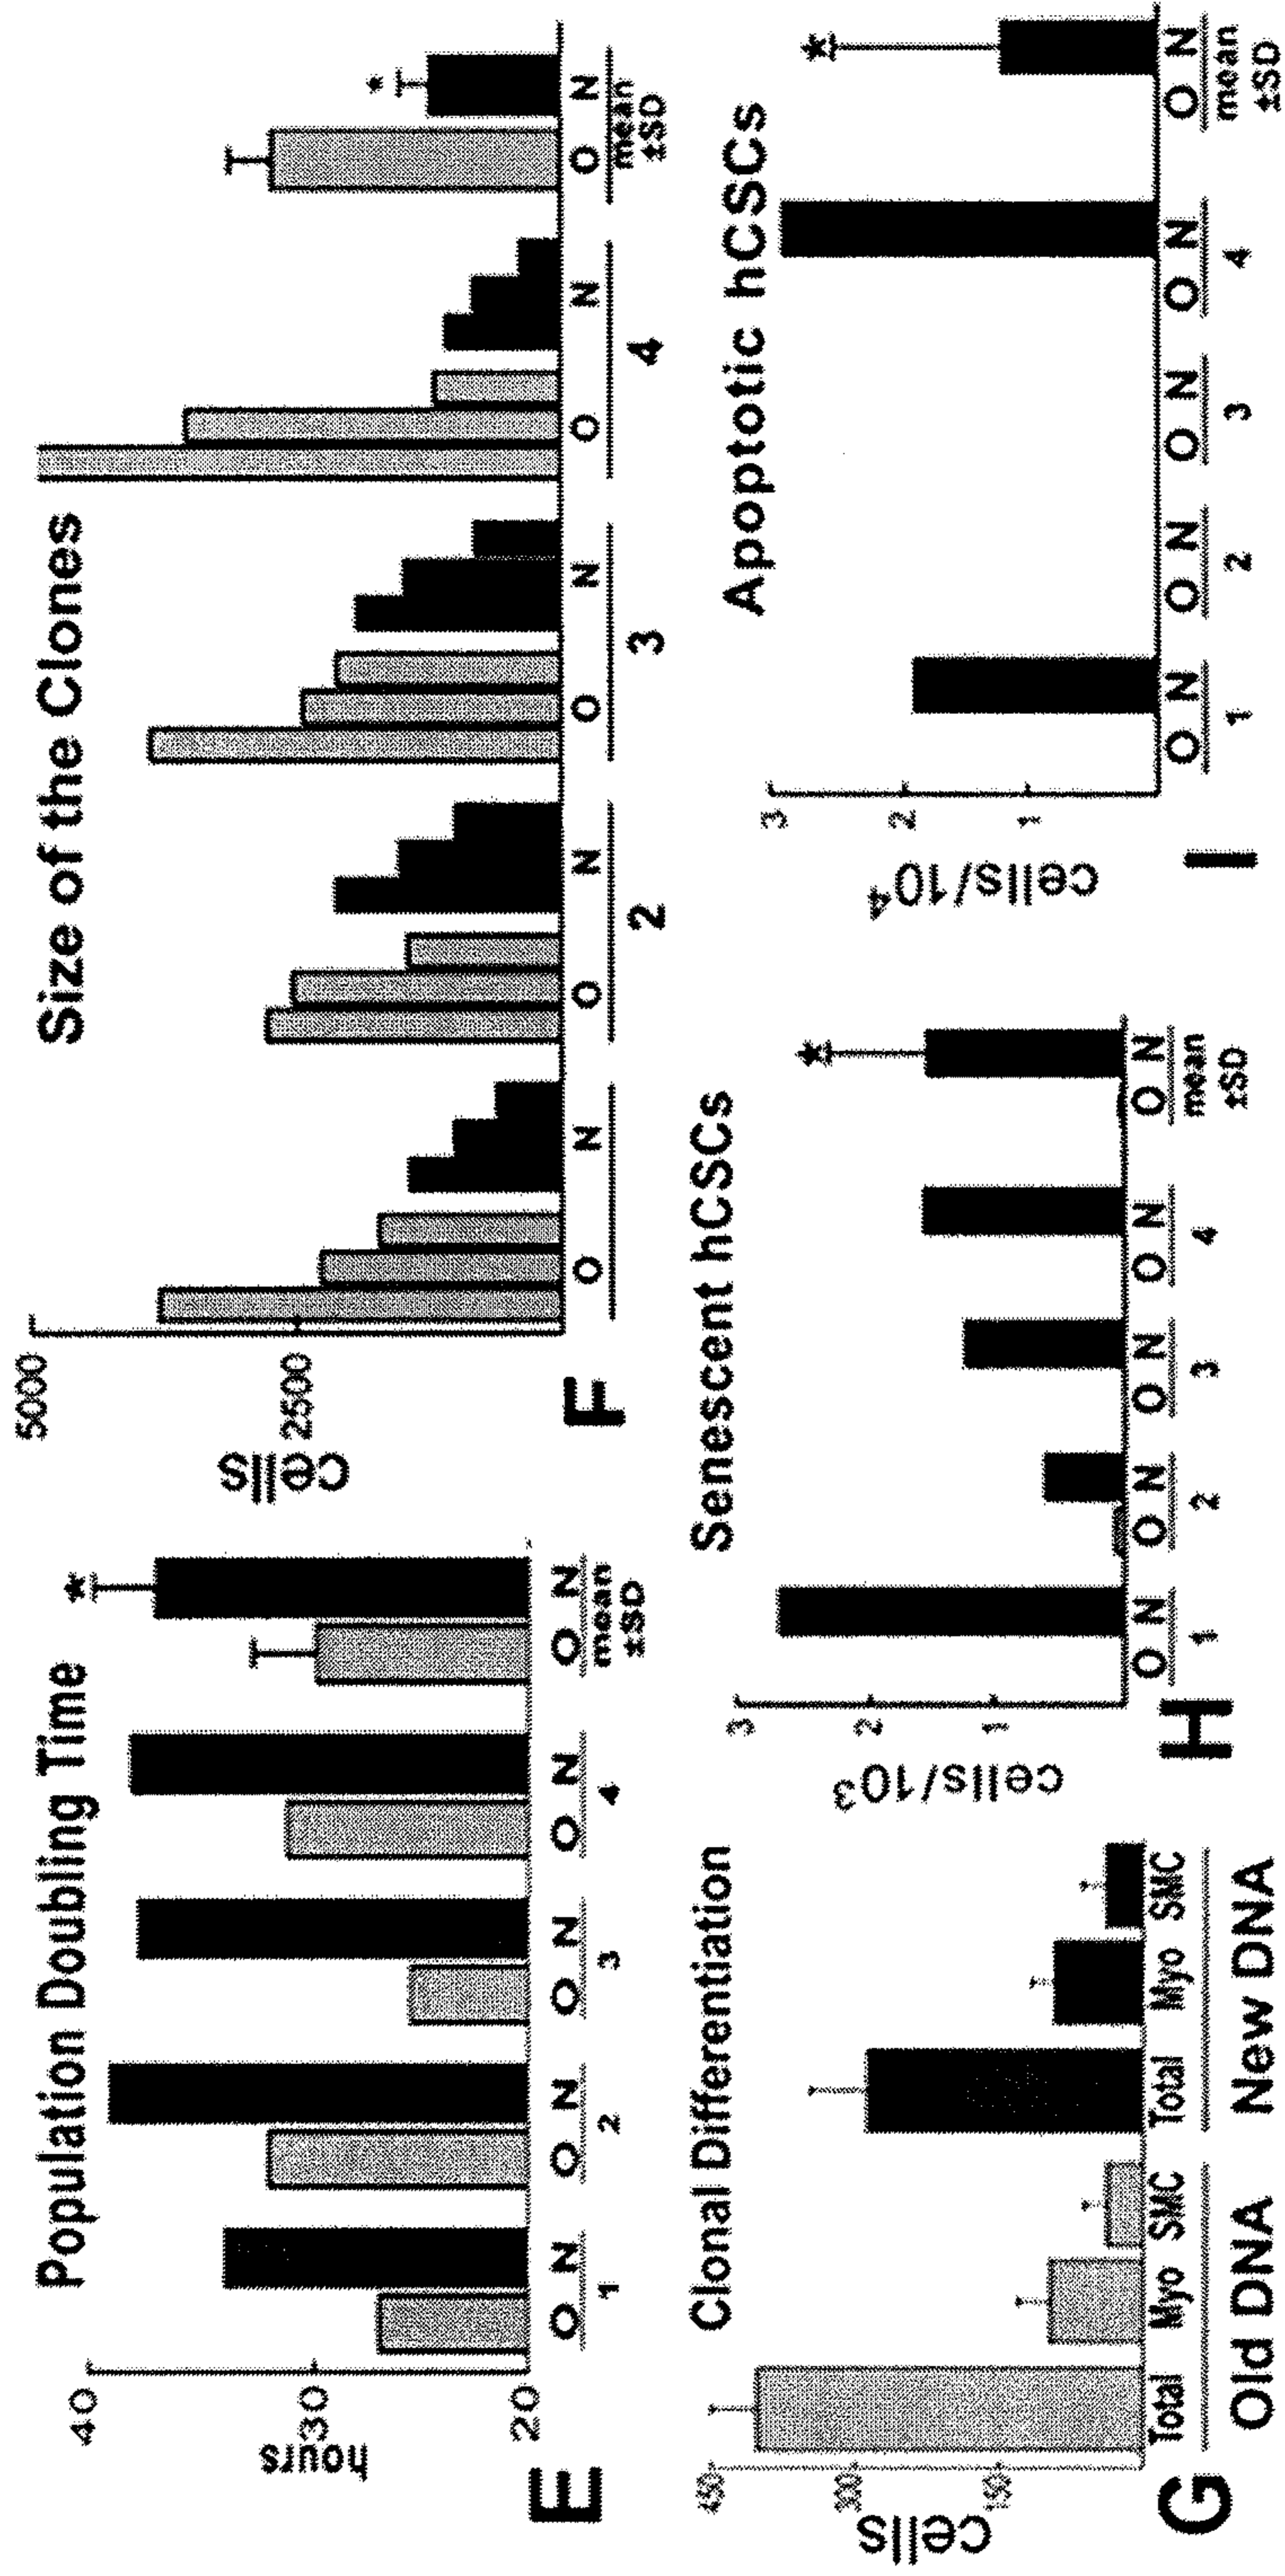 Population Doubling Time
hours
40
30
20
O N O N O N O N O N
1 2 3 4 mean
±SD
E
Size of the Clones
cells
5000
2500
O N O N O N O N
2 3 4 mean
±SD
F
Clonal Differentiation
cells
450
300
150
Total Myo SMC Total Myo SMC
Old DNA New DNA
G
Senescent hCSCs
cells/10³
3
2
1
O N O N O N O N O N
1 2 3 4 mean
±SD
H
Apoptotic hCSCs
cells/10⁴
3
2
1
O N O N O N O N O N
1 2 3 4 mean
±SD
I